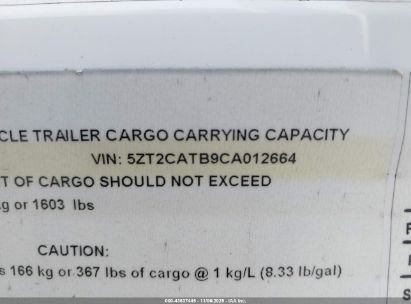 CLE TRAILER CARGO CARRYING CAPACITY
VIN: 5ZT2CATB9CA012664
T OF CARGO SHOULD NOT EXCEED
g or 1603 lbs
CAUTION:
s 166 kg or 367 lbs of cargo @ 1 kg/L (8.33 lb/gal)